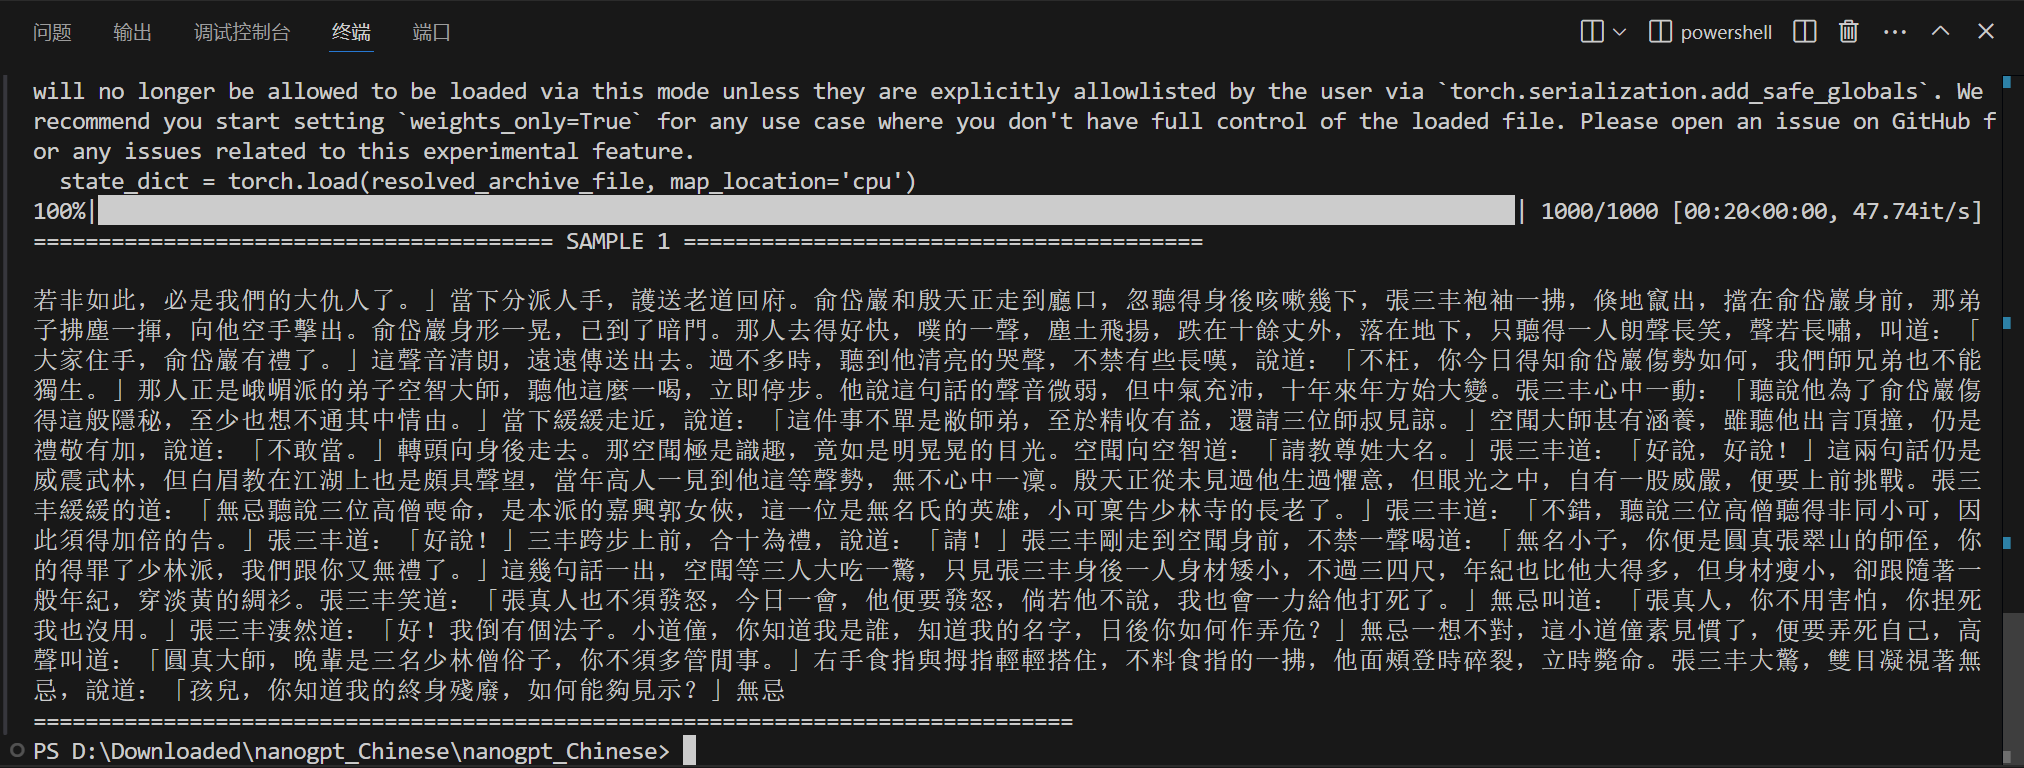 问题 输出 调试控制台 终端 端口 powershell
will no longer be allowed to be loaded via this mode unless they are explicitly allowlisted by the user via `torch.serialization.add_safe_globals`. We
recommend you start setting `weights_only=True` for any use case where you don't have full control of the loaded file. Please open an issue on GitHub f
or any issues related to this experimental feature.
  state_dict = torch.load(resolved_archive_file, map_location='cpu')
100%| | 1000/1000 [00:20<00:00, 47.74it/s]
======================================== SAMPLE 1 ========================================
若非如此，必是我們的大仇人了。」當下分派人手，護送老道回府。俞岱巖和殷天正走到廳口，忽聽得身後咳嗽幾下，張三丰袍袖一拂，倏地竄出，擋在俞岱巖身前，那弟
子拂塵一揮，向他空手擊出。俞岱巖身形一晃，已到了暗門。那人去得好快，噗的一聲，塵土飛揚，跌在十餘丈外，落在地下，只聽得一人朗聲長笑，聲若長嘯，叫道：「
大家住手，俞岱巖有禮了。」這聲音清朗，遠遠傳送出去。過不多時，聽到他清亮的哭聲，不禁有些長嘆，說道：「不枉，你今日得知俞岱巖傷勢如何，我們師兄弟也不能
獨生。」那人正是峨嵋派的弟子空智大師，聽他這麼一喝，立即停步。他說這句話的聲音微弱，但中氣充沛，十年來年方始大變。張三丰心中一動：「聽說他為了俞岱巖傷
得這般隱秘，至少也想不通其中情由。」當下緩緩走近，說道：「這件事不單是敝師弟，至於精收有益，還請三位師叔見諒。」空聞大師甚有涵養，雖聽他出言頂撞，仍是
禮敬有加，說道：「不敢當。」轉頭向身後走去。那空聞極是識趣，竟如是明晃晃的目光。空聞向空智道：「請教尊姓大名。」張三丰道：「好說，好說！」這兩句話仍是
威震武林，但白眉教在江湖上也是頗具聲望，當年高人一見到他這等聲勢，無不心中一凜。殷天正從未見過他生過懼意，但眼光之中，自有一股威嚴，便要上前挑戰。張三
丰緩緩的道：「無忌聽說三位高僧喪命，是本派的嘉興郭女俠，這一位是無名氏的英雄，小可稟告少林寺的長老了。」張三丰道：「不錯，聽說三位高僧聽得非同小可，因
此須得加倍的告。」張三丰道：「好說！」三丰跨步上前，合十為禮，說道：「請！」張三丰剛走到空聞身前，不禁一聲喝道：「無名小子，你便是圓真張翠山的師侄，你
的得罪了少林派，我們跟你又無禮了。」這幾句話一出，空聞等三人大吃一驚，只見張三丰身後一人身材矮小，不過三四尺，年紀也比他大得多，但身材瘦小，卻跟隨著一
般年紀，穿淡黃的綢衫。張三丰笑道：「張真人也不須發怒，今日一會，他便要發怒，倘若他不說，我也會一力給他打死了。」無忌叫道：「張真人，你不用害怕，你捏死
我也沒用。」張三丰淒然道：「好！我倒有個法子。小道僮，你知道我是誰，知道我的名字，日後你如何作弄危？」無忌一想不對，這小道僮素見慣了，便要弄死自己，高
聲叫道：「圓真大師，晚輩是三名少林僧俗子，你不須多管閒事。」右手食指與拇指輕輕搭住，不料食指的一拂，他面頰登時碎裂，立時斃命。張三丰大驚，雙目凝視著無
忌，說道：「孩兒，你知道我的終身殘廢，如何能夠見示？」無忌
================================================================================
PS D:\Downloaded\nanogpt_Chinese\nanogpt_Chinese>